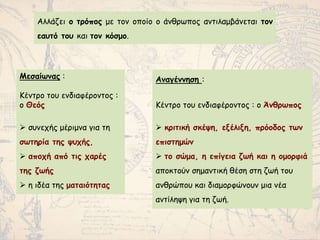 Αλλάζει ο τρόπος με τον οποίο ο άνθρωπος αντιλαμβάνεται τον
εαυτό του και τον κόσμο.
Μεσαίωνας :
Κέντρο του ενδιαφέροντος :
ο Θεός
➢ συνεχής μέριμνα για τη
σωτηρία της ψυχής,
➢ αποχή από τις χαρές
της ζωής
➢ η ιδέα της ματαιότητας
Αναγέννηση :
Κέντρο του ενδιαφέροντος : ο Άνθρωπος
➢ κριτική σκέψη, εξέλιξη, πρόοδος των
επιστημών
➢ το σώμα, η επίγεια ζωή και η ομορφιά
αποκτούν σημαντική θέση στη ζωή του
ανθρώπου και διαμορφώνουν μια νέα
αντίληψη για τη ζωή.